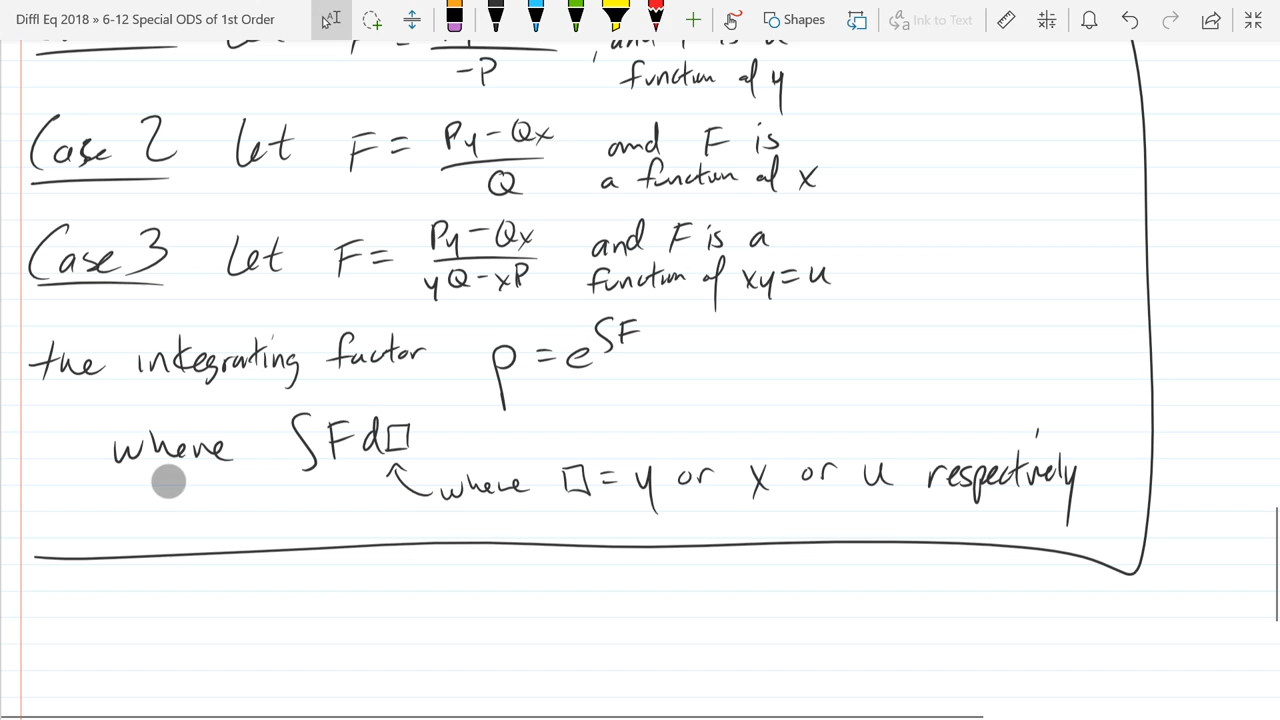 Diffl Eq 2018 » 6-12 Special ODS of 1st Order
Shapes
Ink to Text
-P
function of y
Case 2 Let F = Py - Qx / Q and F is a function of x
Case 3 Let F = Py - Qx / yQ - xP and F is a function of xy = u
the integrating factor ρ = e^∫F
where ∫F d□
where □ = y or x or u respectively